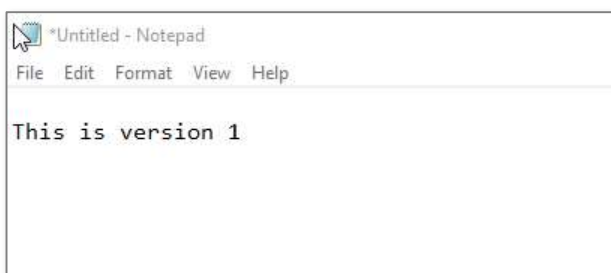 *Untitled - Notepad
File Edit Format View Help
This is version 1